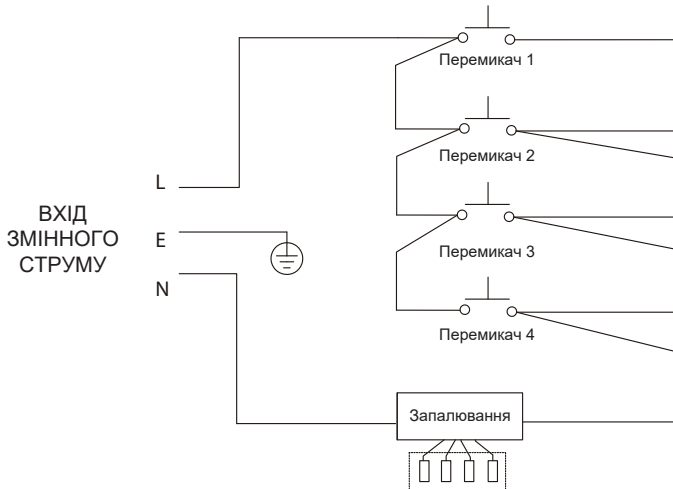 Перемикач 1
Перемикач 2
L
ВХІД
ЗМІННОГО
СТРУМУ
E
Перемикач 3
N
Перемикач 4
Запалювання